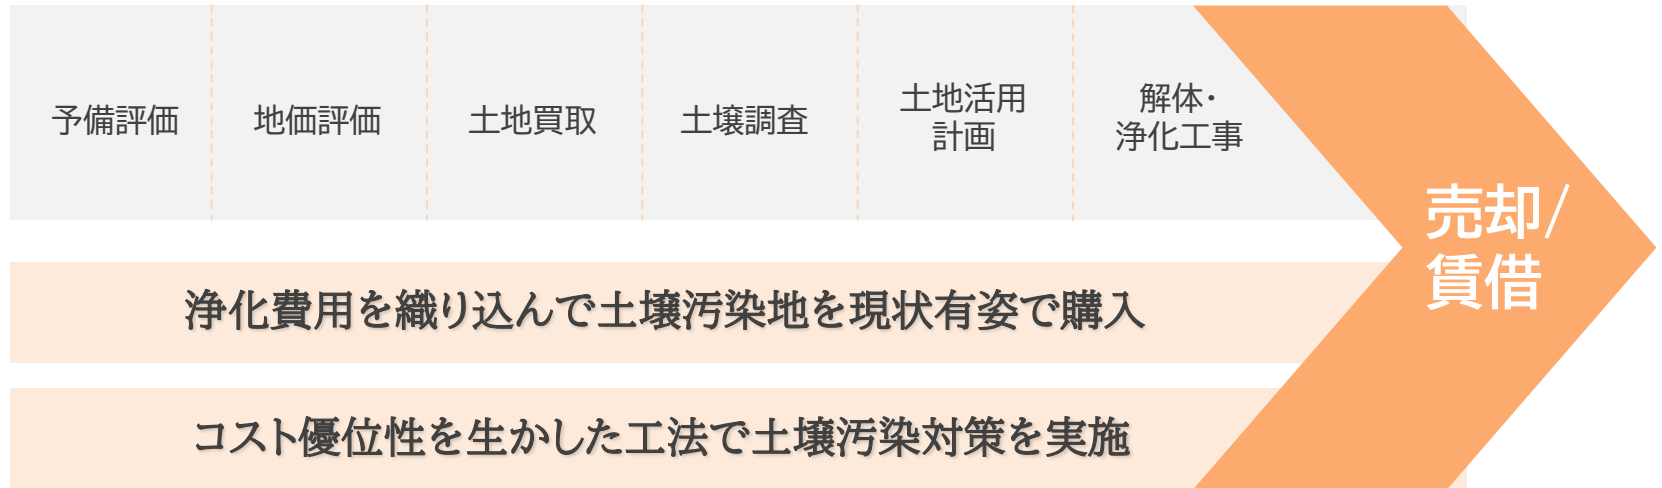 予備評価
地価評価
土地買取
土壌調査
土地活用
計画
解体・
浄化工事
売却/
賃借
浄化費用を織り込んで土壌汚染地を現状有姿で購入
コスト優位性を生かした工法で土壌汚染対策を実施